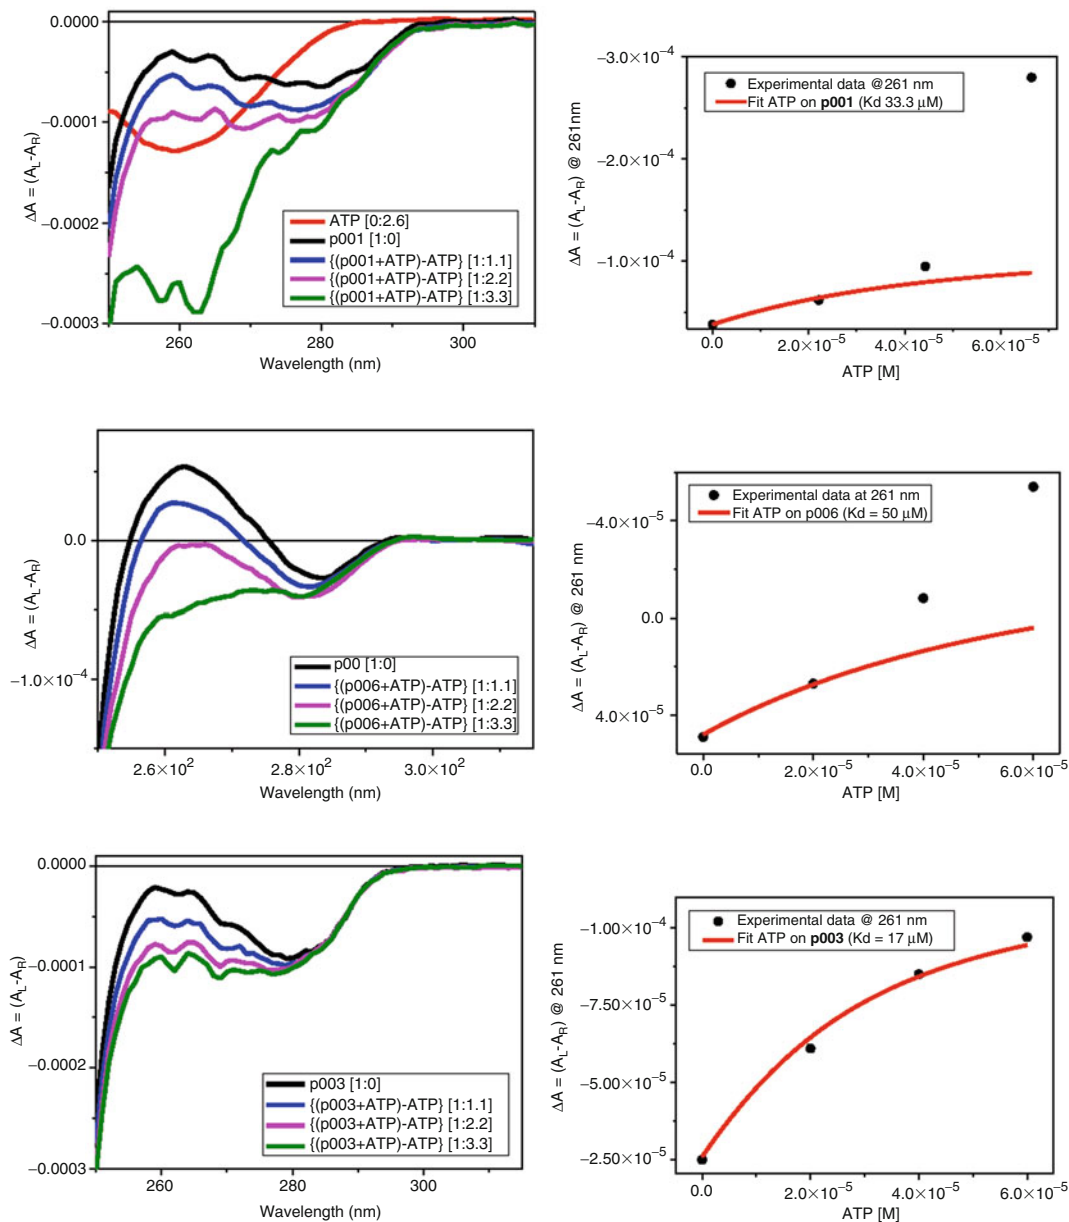 0.0000
−0.0001
−0.0002
−0.0003
ΔA = (A_L-A_R)
ATP [0:2.6]
p001 [1:0]
{(p001+ATP)-ATP} [1:1.1]
{(p001+ATP)-ATP} [1:2.2]
{(p001+ATP)-ATP} [1:3.3]
260 280 300
Wavelength (nm)
−3.0×10⁻⁴
−2.0×10⁻⁴
−1.0×10⁻⁴
ΔA = (A_L-A_R) @ 261nm
Experimental data @261 nm
Fit ATP on p001 (Kd 33.3 μM)
0.0 2.0×10⁻⁵ 4.0×10⁻⁵ 6.0×10⁻⁵
ATP [M]
0.0
−1.0×10⁻⁴
ΔA = (A_L-A_R)
p00 [1:0]
{(p006+ATP)-ATP} [1:1.1]
{(p006+ATP)-ATP} [1:2.2]
{(p006+ATP)-ATP} [1:3.3]
2.6×10² 2.8×10² 3.0×10²
Wavelength (nm)
−4.0×10⁻⁵
0.0
4.0×10⁻⁵
ΔA = (A_L-A_R) @ 261 nm
Experimental data at 261 nm
Fit ATP on p006 (Kd = 50 μM)
0.0 2.0×10⁻⁵ 4.0×10⁻⁵ 6.0×10⁻⁵
ATP [M]
0.0000
−0.0001
−0.0002
−0.0003
ΔA = (A_L-A_R)
p003 [1:0]
{(p003+ATP)-ATP} [1:1.1]
{(p003+ATP)-ATP} [1:2.2]
{(p003+ATP)-ATP} [1:3.3]
260 280 300
Wavelength (nm)
−1.00×10⁻⁴
−7.50×10⁻⁵
−5.00×10⁻⁵
−2.50×10⁻⁵
ΔA = (A_L-A_R) @ 261 nm
Experimental data @ 261 nm
Fit ATP on p003 (Kd = 17 μM)
0.0 2.0×10⁻⁵ 4.0×10⁻⁵ 6.0×10⁻⁵
ATP [M]